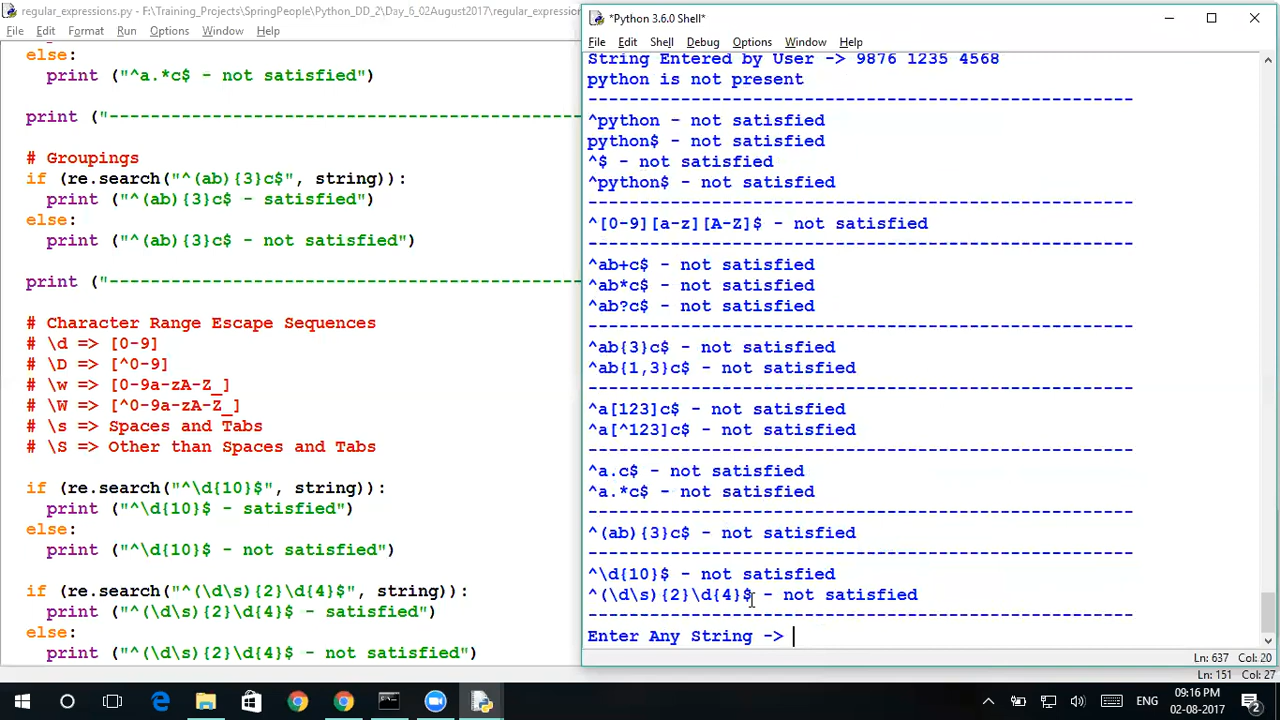 regular_expressions.py - F:\Training_Projects\SpringPeople\Python_DD_2\Day_6_02August2017\regular_expression
File Edit Format Run Options Window Help
else:
print ("^a.*c$ - not satisfied")
print ("---------------------------------------------
# Groupings
if (re.search("^(ab){3}c$", string)):
print ("^(ab){3}c$ - satisfied")
else:
print ("^(ab){3}c$ - not satisfied")
print ("---------------------------------------------
# Character Range Escape Sequences
# \d => [0-9]
# \D => [^0-9]
# \w => [0-9a-zA-Z_]
# \W => [^0-9a-zA-Z_]
# \s => Spaces and Tabs
# \S => Other than Spaces and Tabs
if (re.search("^\d{10}$", string)):
print ("^\d{10}$ - satisfied")
else:
print ("^\d{10}$ - not satisfied")
if (re.search("^(\d\s){2}\d{4}$", string)):
print ("^(\d\s){2}\d{4}$ - satisfied")
else:
print ("^(\d\s){2}\d{4}$ - not satisfied")
Ln: 151 Col: 27
*Python 3.6.0 Shell*
File Edit Shell Debug Options Window Help
String Entered by User -> 9876 1235 4568
python is not present
-----------------------------------------------------
^python - not satisfied
python$ - not satisfied
^$ - not satisfied
^python$ - not satisfied
-----------------------------------------------------
^[0-9][a-z][A-Z]$ - not satisfied
-----------------------------------------------------
^ab+c$ - not satisfied
^ab*c$ - not satisfied
^ab?c$ - not satisfied
-----------------------------------------------------
^ab{3}c$ - not satisfied
^ab{1,3}c$ - not satisfied
-----------------------------------------------------
^a[123]c$ - not satisfied
^a[^123]c$ - not satisfied
-----------------------------------------------------
^a.c$ - not satisfied
^a.*c$ - not satisfied
-----------------------------------------------------
^(ab){3}c$ - not satisfied
-----------------------------------------------------
^\d{10}$ - not satisfied
^(\d\s){2}\d{4}$ - not satisfied
-----------------------------------------------------
Enter Any String ->
Ln: 637 Col: 20
ENG
09:16 PM
02-08-2017
2